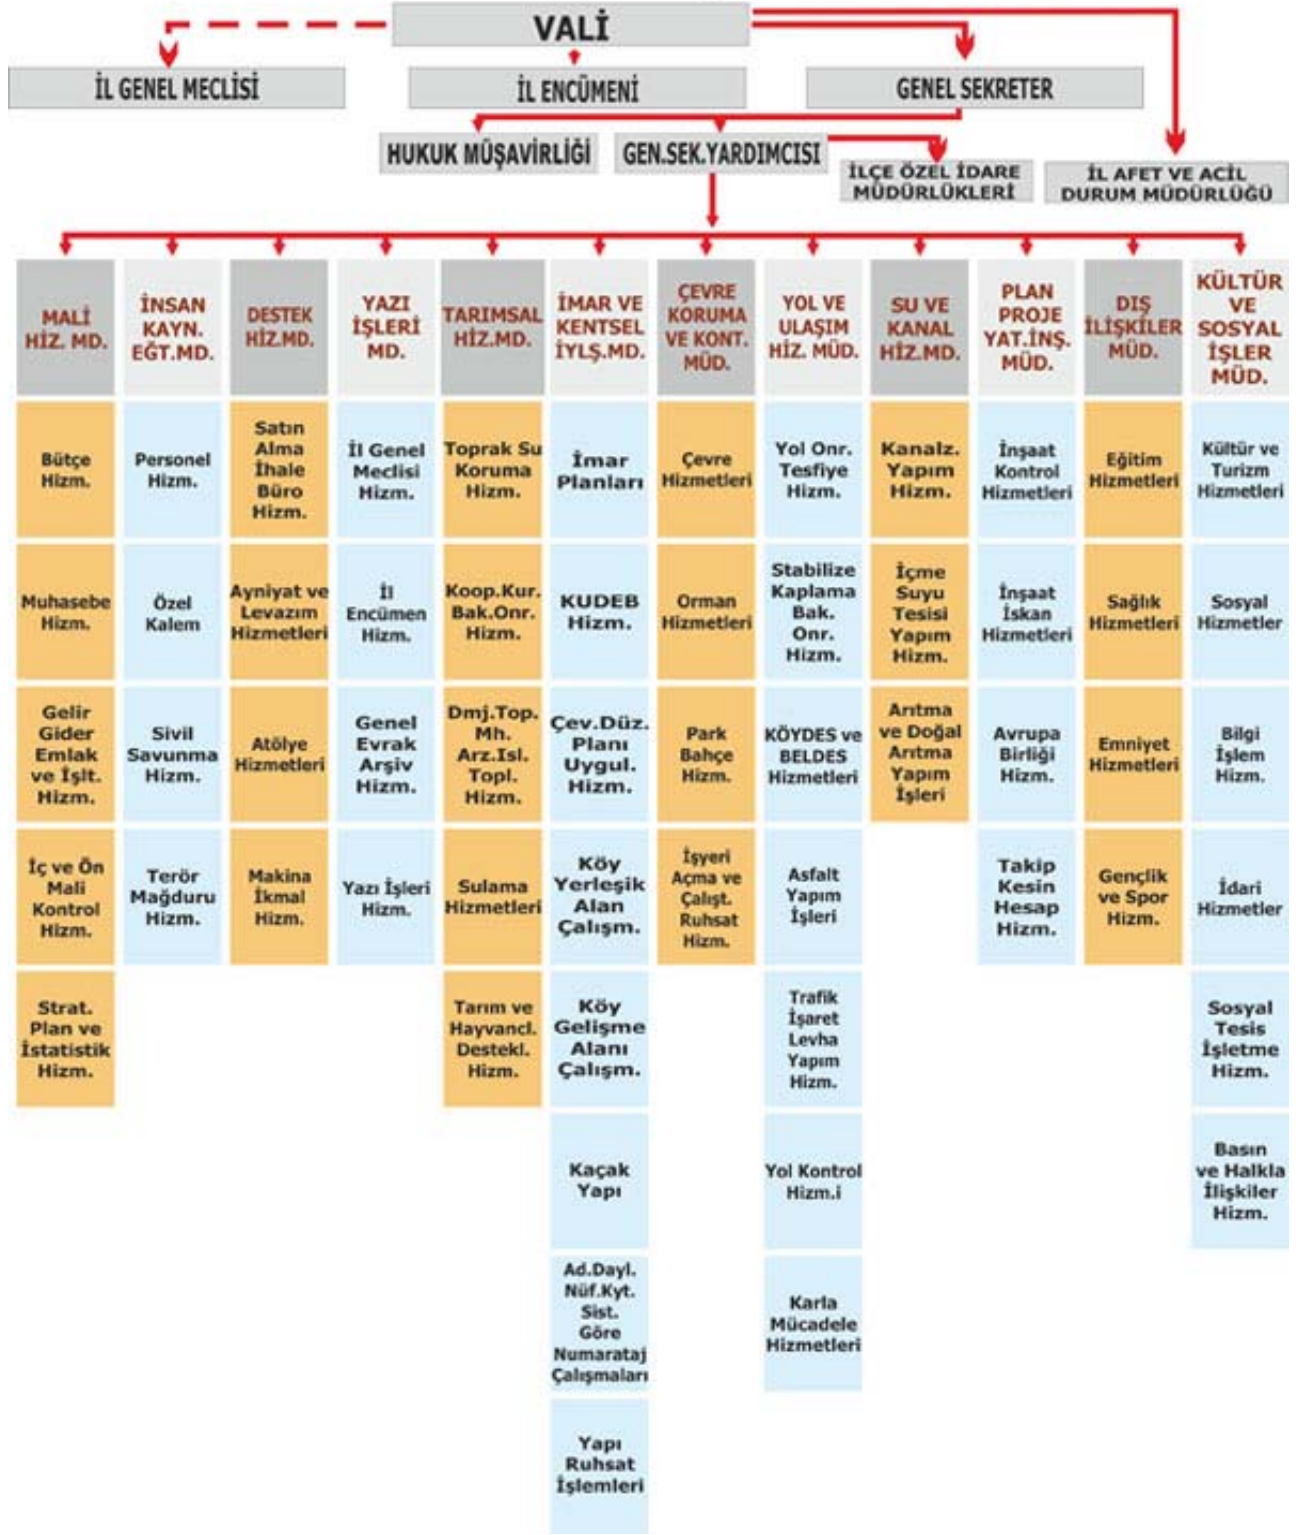 VALİ
İL GENEL MECLİSİ
İL ENCÜMENİ
GENEL SEKRETER
HUKUK MÜŞAVİRLİĞİ
GEN.SEK.YARDIMCISI
İLÇE ÖZEL İDARE
MÜDÜRLÜKLERİ
İL AFET VE ACİL
DURUM MÜDÜRLÜĞÜ
MALİ
HİZ. MD.
Bütçe
Hizm.
Muhasebe
Hizm.
Gelir
Gider
Emlak
ve İşlt.
Hizm.
İç ve Ön
Mali
Kontrol
Hizm.
Strat.
Plan ve
İstatistik
Hizm.
İNSAN
KAYN.
EĞT.MD.
Personel
Hizm.
Özel
Kalem
Sivil
Savunma
Hizm.
Terör
Mağduru
Hizm.
DESTEK
HİZ.MD.
Satın
Alma
İhale
Büro
Hizm.
Ayniyat ve
Levazım
Hizmetleri
Atölye
Hizmetleri
Makina
İkmal
Hizm.
YAZI
İŞLERİ
MD.
İl Genel
Meclisi
Hizm.
İl
Encümen
Hizm.
Genel
Evrak
Arşiv
Hizm.
Yazı İşleri
Hizm.
TARIMSAL
HİZ.MD.
Toprak Su
Koruma
Hizm.
Koop.Kur.
Bak.Onr.
Hizm.
Dmj.Top.
Mh.
Arz.Isl.
Topl.
Hizm.
Sulama
Hizmetleri
Tarım ve
Hayvancl.
Destekl.
Hizm.
İMAR VE
KENTSEL
İYLŞ.MD.
İmar
Planları
KUDEB
Hizm.
Çev.Düz.
Planı
Uygul.
Hizm.
Köy
Yerleşik
Alan
Çalışm.
Köy
Gelişme
Alanı
Çalışm.
Kaçak
Yapı
Ad.Dayl.
Nüf.Kyt.
Sist.
Göre
Numarataj
Çalışmaları
Yapı
Ruhsat
İşlemleri
ÇEVRE
KORUMA
VE KONT.
MÜD.
Çevre
Hizmetleri
Orman
Hizmetleri
Park
Bahçe
Hizm.
İşyeri
Açma ve
Çalışt.
Ruhsat
Hizm.
YOL VE
ULAŞIM
HİZ. MÜD.
Yol Onr.
Tesfiye
Hizm.
Stabilize
Kaplama
Bak.
Onr.
Hizm.
KÖYDES ve
BELDES
Hizmetleri
Asfalt
Yapım
İşleri
Trafik
İşaret
Levha
Yapım
Hizm.
Yol Kontrol
Hizm.i
Karla
Mücadele
Hizmetleri
SU VE
KANAL
HİZ.MD.
Kanalz.
Yapım
Hizm.
İçme
Suyu
Tesisi
Yapım
Hizm.
Arıtma
ve Doğal
Arıtma
Yapım
İşleri
PLAN
PROJE
YAT.İNŞ.
MÜD.
İnşaat
Kontrol
Hizmetleri
İnşaat
İskan
Hizmetleri
Avrupa
Birliği
Hizm.
Takip
Kesin
Hesap
Hizm.
DIŞ
İLİŞKİLER
MÜD.
Eğitim
Hizmetleri
Sağlık
Hizmetleri
Emniyet
Hizmetleri
Gençlik
ve Spor
Hizm.
KÜLTÜR
VE
SOSYAL
İŞLER
MÜD.
Kültür ve
Turizm
Hizmetleri
Sosyal
Hizmetler
Bilgi
İşlem
Hizm.
İdari
Hizmetler
Sosyal
Tesis
İşletme
Hizm.
Basın
ve Halkla
İlişkiler
Hizm.